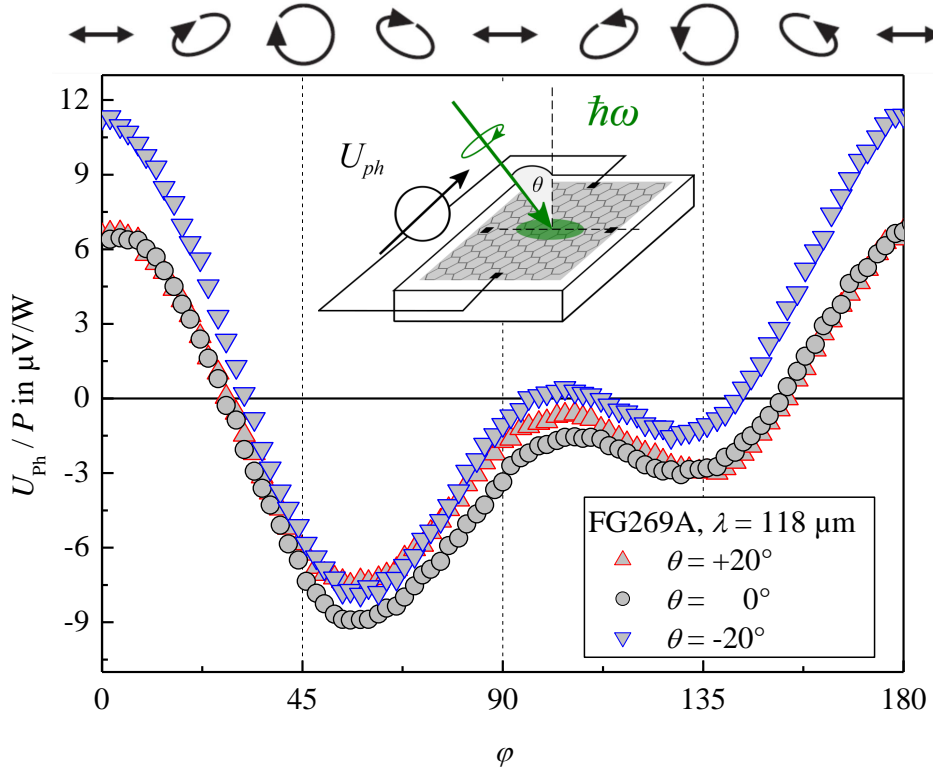 12
9
6
3
0
-3
-6
-9
U_Ph / P in µV/W
ħω
U_ph
θ
FG269A, λ = 118 µm
θ = +20°
θ = 0°
θ = -20°
0 45 90 135 180
φ